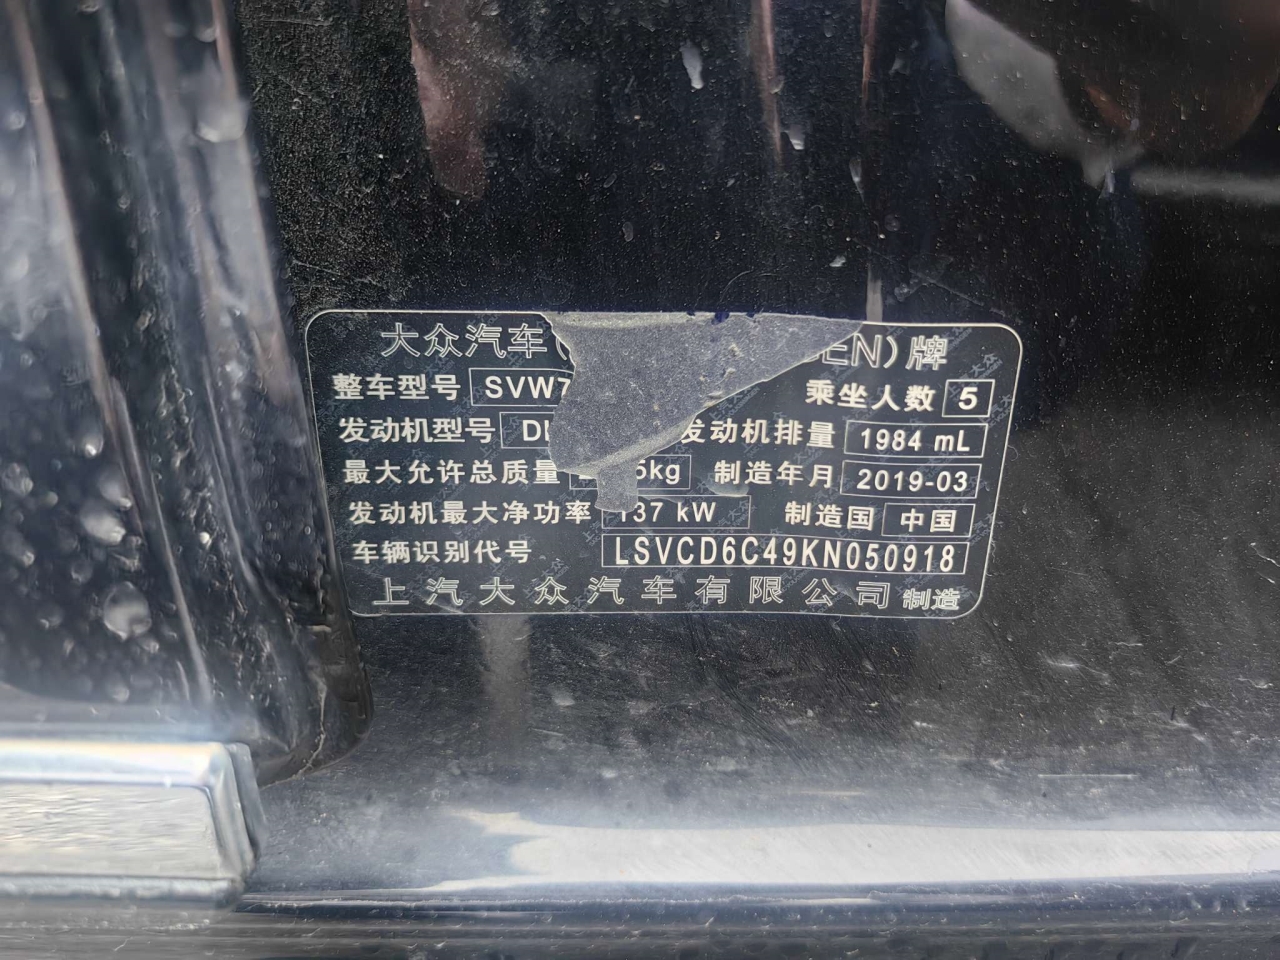 大众汽车( EN)牌
整车型号 SVW7 乘坐人数 5
发动机型号 D 发动机排量 1984 mL
最大允许总质量 5kg 制造年月 2019-03
发动机最大净功率 137 kW 制造国 中国
车辆识别代号 LSVCD6C49KN050918
上汽大众汽车有限公司 制造